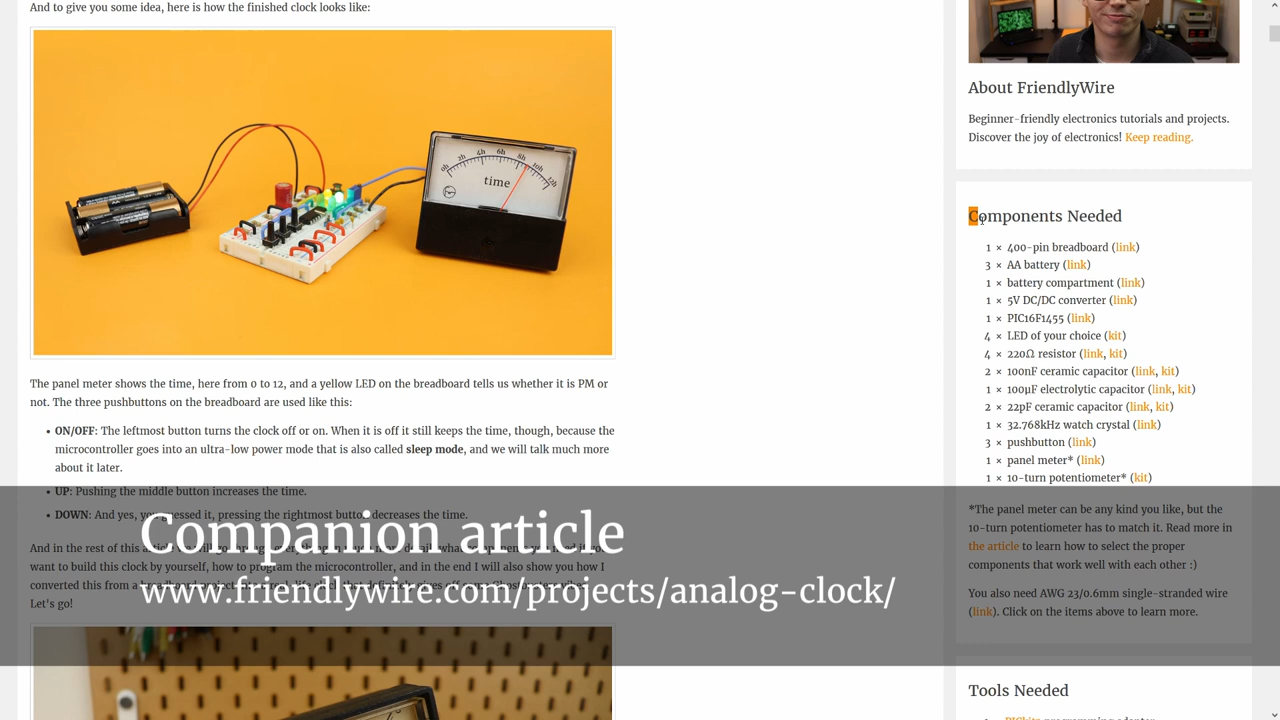 And to give you some idea, here is how the finished clock looks like:
0h 2h 4h 6h 8h 10h 12h
time
The panel meter shows the time, here from 0 to 12, and a yellow LED on the breadboard tells us whether it is PM or
not. The three pushbuttons on the breadboard are used like this:
• ON/OFF: The leftmost button turns the clock off or on. When it is off it still keeps the time, though, because the
microcontroller goes into an ultra-low power mode that is also called sleep mode, and we will talk much more
about it later.
• UP: Pushing the middle button increases the time.
• DOWN: And yes, you guessed it, pressing the rightmost button decreases the time.
And in the rest of this article we will go through
want to build this clock by yourself, how to program the microcontroller, and in the end I will also show you how I
converted this from a breadboard project
Let's go!
Companion article
www.friendlywire.com/projects/analog-clock/
About FriendlyWire
Beginner-friendly electronics tutorials and projects.
Discover the joy of electronics! Keep reading.
Components Needed
1 × 400-pin breadboard (link)
3 × AA battery (link)
1 × battery compartment (link)
1 × 5V DC/DC converter (link)
1 × PIC16F1455 (link)
4 × LED of your choice (kit)
4 × 220Ω resistor (link, kit)
2 × 100nF ceramic capacitor (link, kit)
1 × 100µF electrolytic capacitor (link, kit)
2 × 22pF ceramic capacitor (link, kit)
1 × 32.768kHz watch crystal (link)
3 × pushbutton (link)
1 × panel meter* (link)
1 × 10-turn potentiometer* (kit)
*The panel meter can be any kind you like, but the
10-turn potentiometer has to match it. Read more in
the article to learn how to select the proper
components that work well with each other :)
You also need AWG 23/0.6mm single-stranded wire
(link). Click on the items above to learn more.
Tools Needed